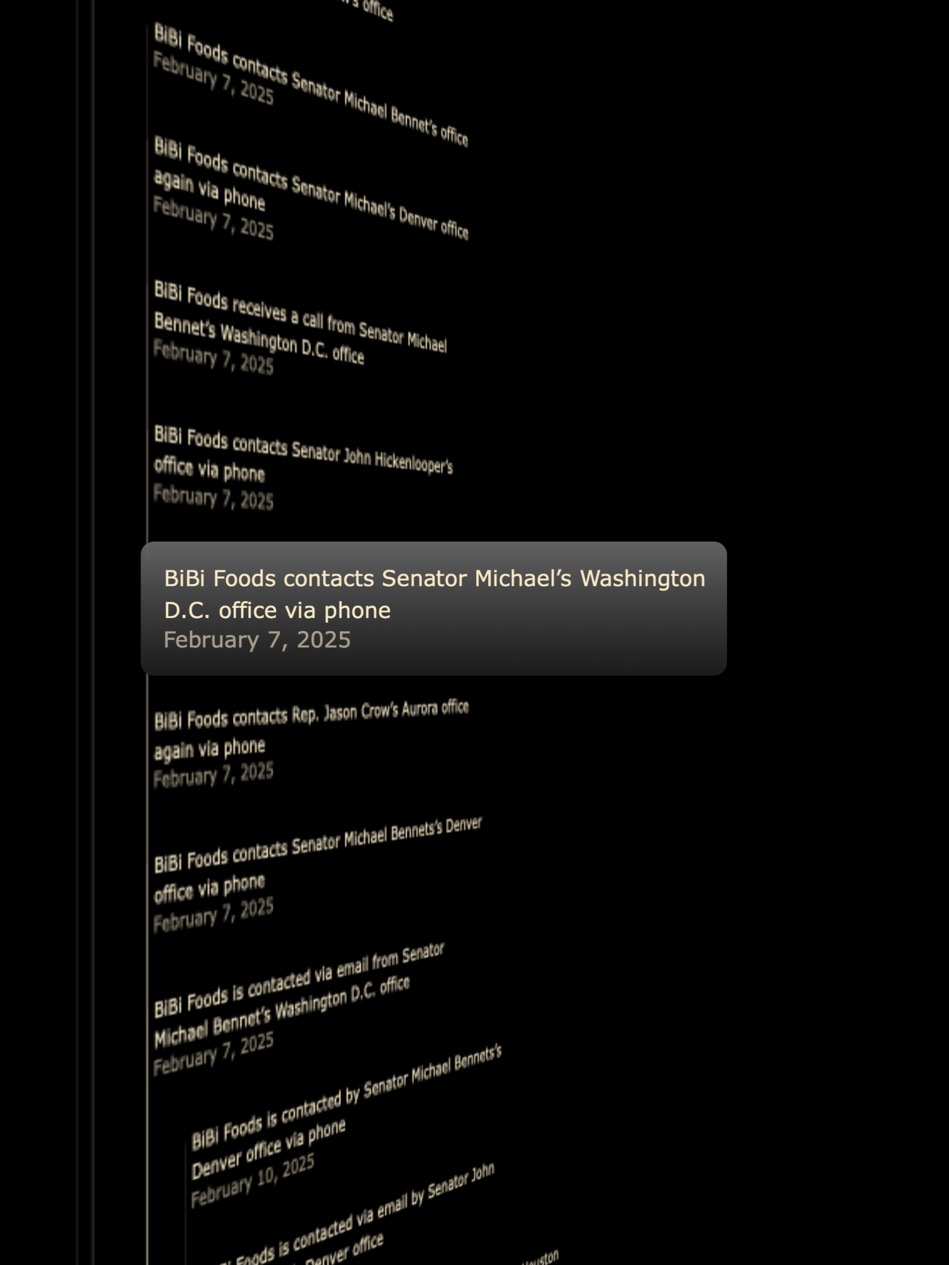 office
BiBi Foods contacts Senator Michael Bennet's office
February 7, 2025
BiBi Foods contacts Senator Michael's Denver office
again via phone
February 7, 2025
BiBi Foods receives a call from Senator Michael
Bennet's Washington D.C. office
February 7, 2025
BiBi Foods contacts Senator John Hickenlooper's
office via phone
February 7, 2025
BiBi Foods contacts Senator Michael’s Washington
D.C. office via phone
February 7, 2025
BiBi Foods contacts Rep. Jason Crow's Aurora office
again via phone
February 7, 2025
BiBi Foods contacts Senator Michael Bennets's Denver
office via phone
February 7, 2025
BiBi Foods is contacted via email from Senator
Michael Bennet's Washington D.C. office
February 7, 2025
BiBi Foods is contacted by Senator Michael Bennets's
Denver office via phone
February 10, 2025
Foods is contacted via email by Senator John
Denver office